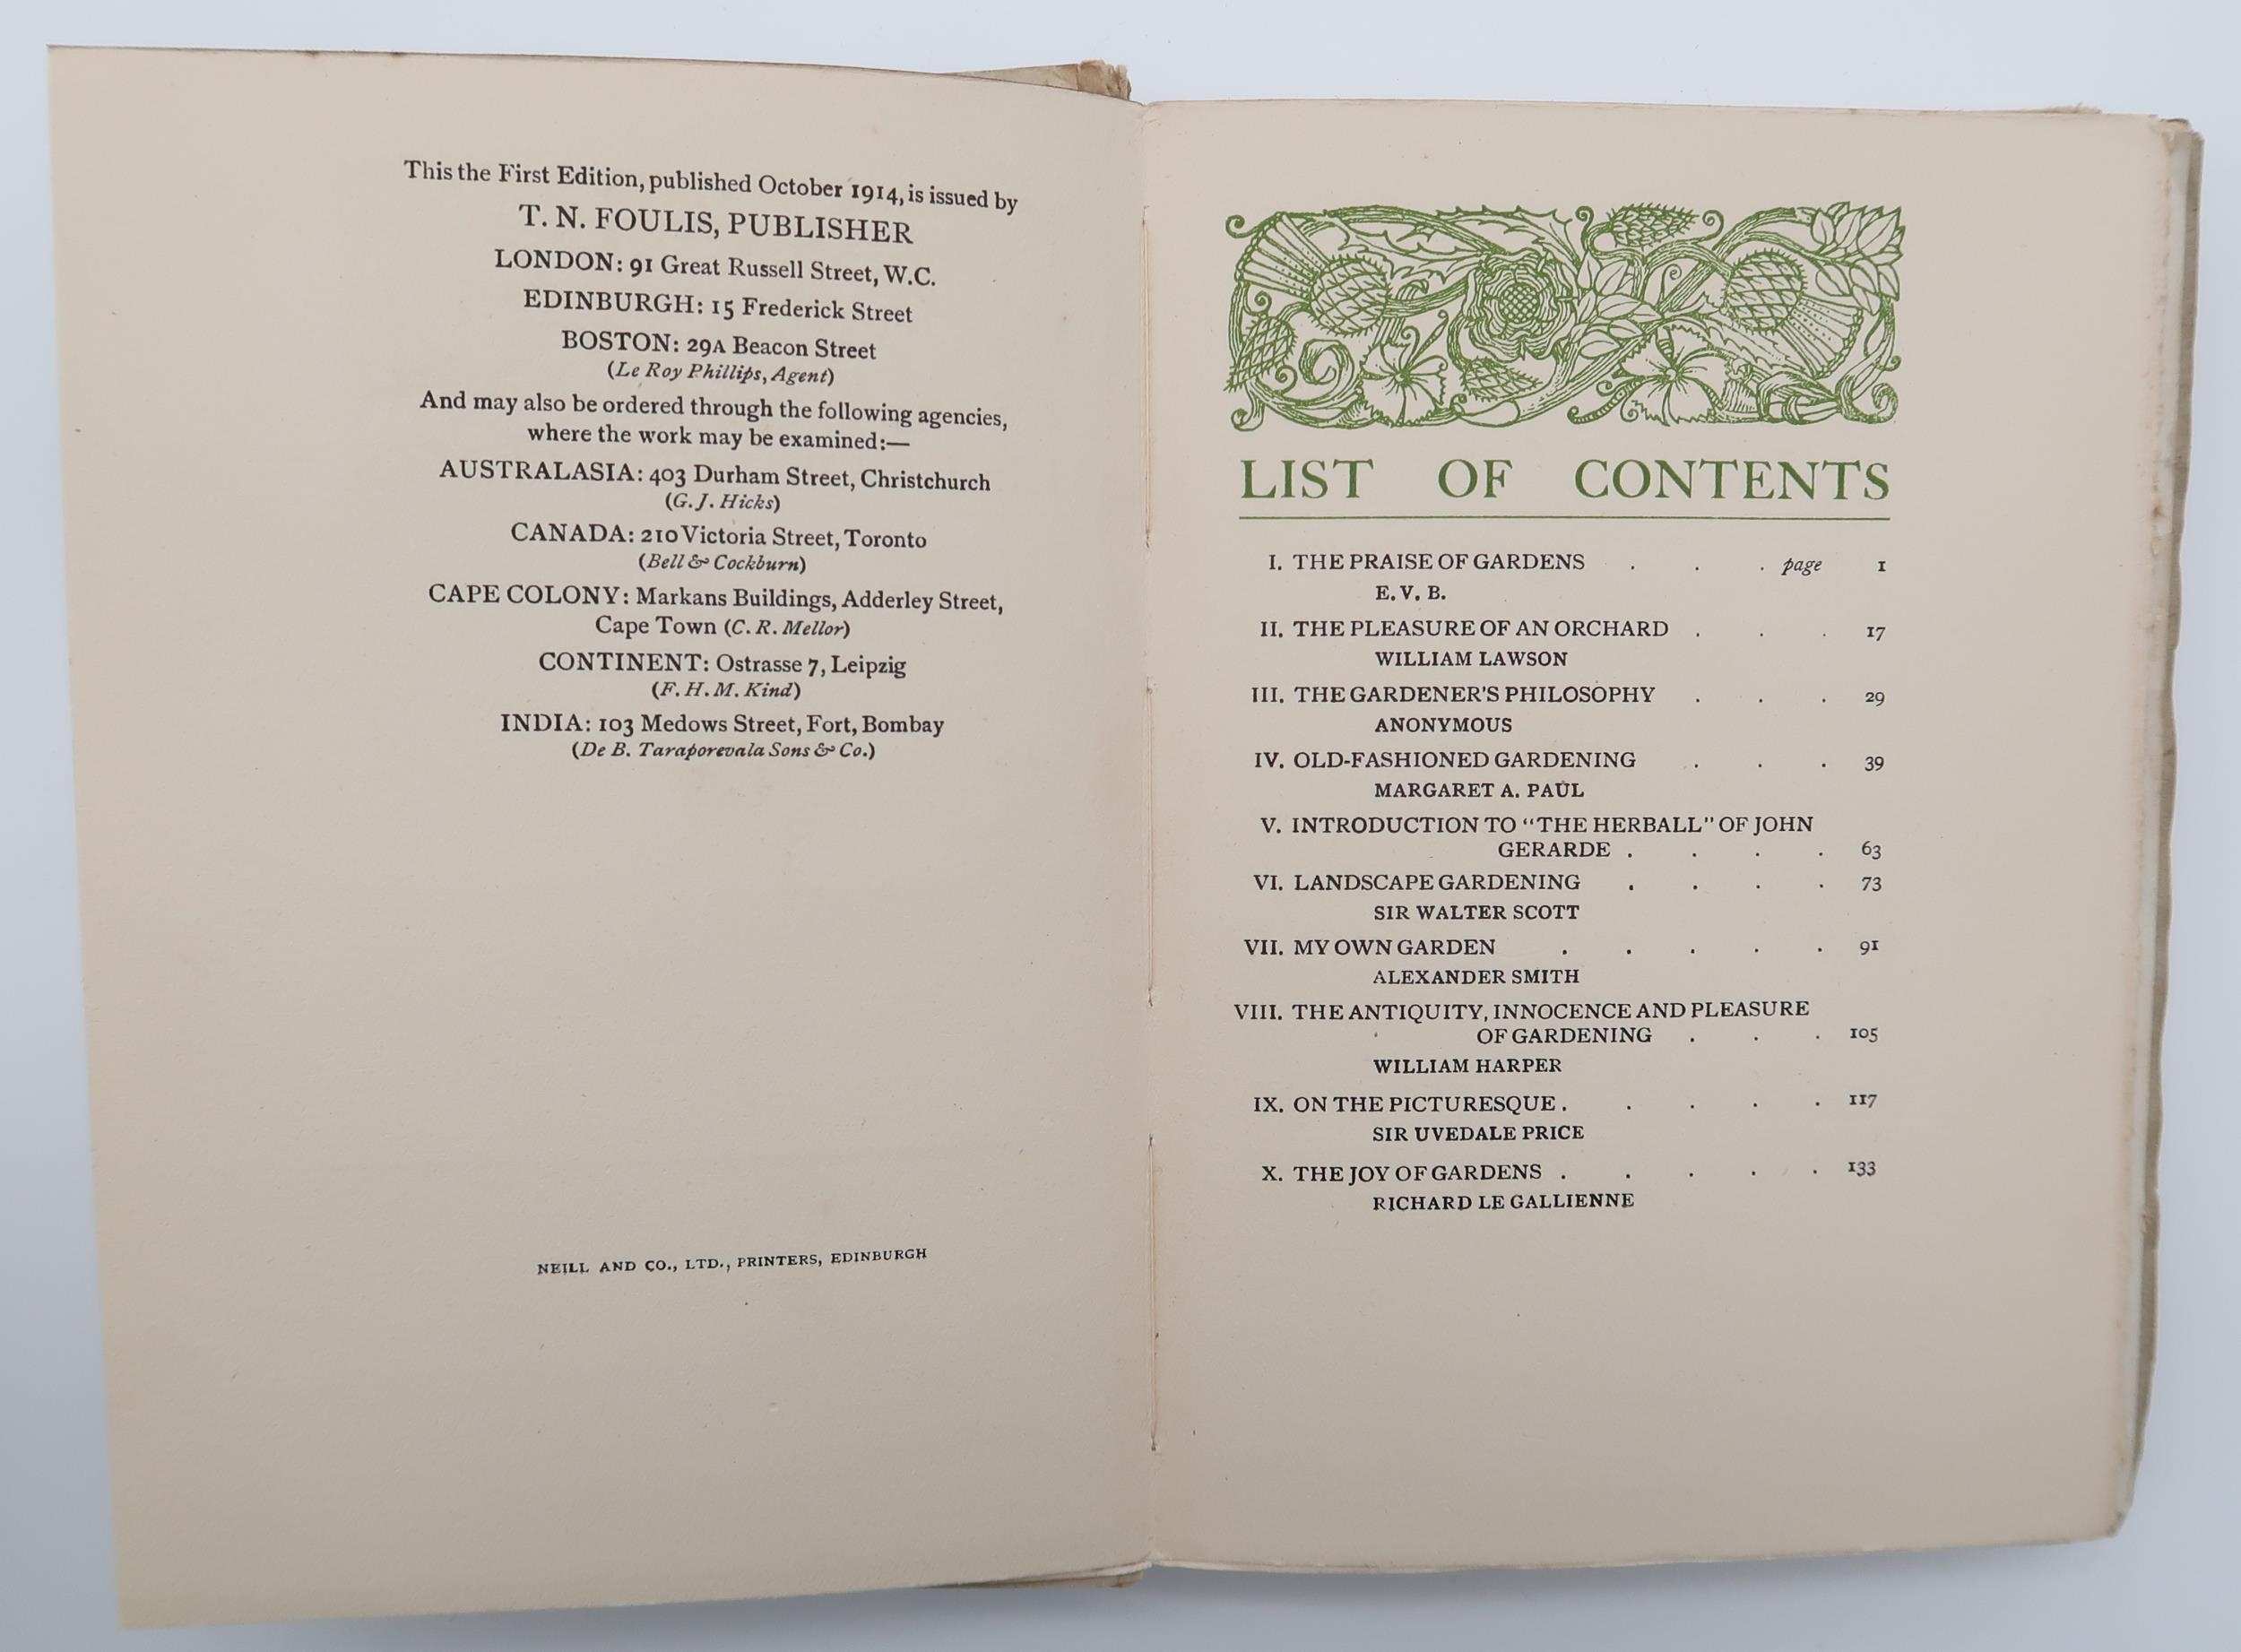 This the First Edition, published October 1914, is issued by
T. N. FOULIS, PUBLISHER
LONDON: 91 Great Russell Street, W.C.
EDINBURGH: 15 Frederick Street
BOSTON: 29A Beacon Street
(Le Roy Phillips, Agent)
And may also be ordered through the following agencies,
where the work may be examined:—
AUSTRALASIA: 403 Durham Street, Christchurch
(G. J. Hicks)
CANADA: 210 Victoria Street, Toronto
(Bell & Cockburn)
CAPE COLONY: Markans Buildings, Adderley Street,
Cape Town (C. R. Mellor)
CONTINENT: Ostrasse 7, Leipzig
(F. H. M. Kind)
INDIA: 103 Medows Street, Fort, Bombay
(De B. Taraporevala Sons & Co.)
NEILL AND CO., LTD., PRINTERS, EDINBURGH
LIST OF CONTENTS
I. THE PRAISE OF GARDENS . . . page 1
E. V. B.
II. THE PLEASURE OF AN ORCHARD . . . 17
WILLIAM LAWSON
III. THE GARDENER'S PHILOSOPHY . . . 29
ANONYMOUS
IV. OLD-FASHIONED GARDENING . . . 39
MARGARET A. PAUL
V. INTRODUCTION TO "THE HERBALL" OF JOHN
GERARDE . . . . 63
VI. LANDSCAPE GARDENING . . . . 73
SIR WALTER SCOTT
VII. MY OWN GARDEN . . . . . 91
ALEXANDER SMITH
VIII. THE ANTIQUITY, INNOCENCE AND PLEASURE
OF GARDENING . . . 105
WILLIAM HARPER
IX. ON THE PICTURESQUE . . . . . 117
SIR UVEDALE PRICE
X. THE JOY OF GARDENS . . . . . 133
RICHARD LE GALLIENNE